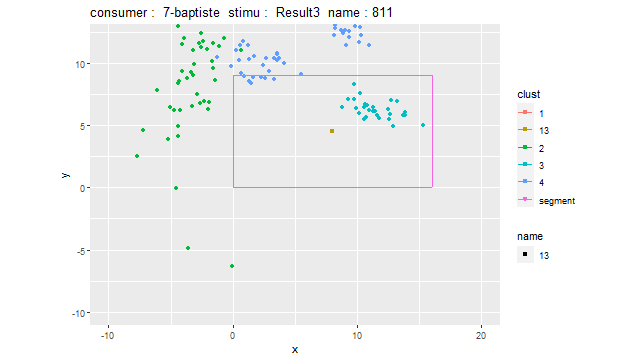 consumer :  7-baptiste  stimu :  Result3  name : 811
10
5
0
-5
-10
y
-10
0
10
20
x
clust
1
13
2
3
4
segment
name
13